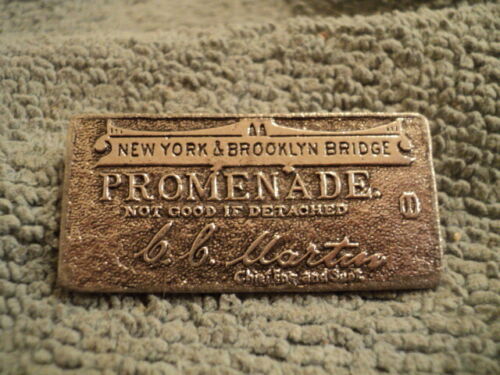 NEW YORK & BROOKLYN BRIDGE
PROMENADE.
NOT GOOD IF DETACHED
C. C. Martin
Chief Eng. and Supt.